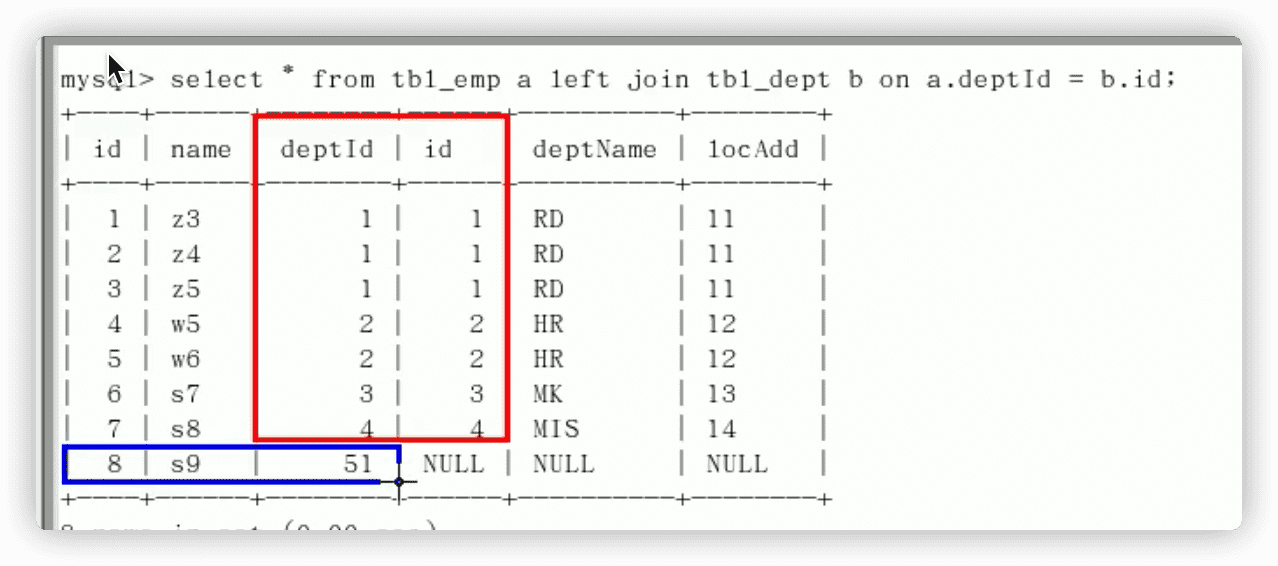 mysql> select * from tbl_emp a left join tbl_dept b on a.deptId = b.id;
+----+------+--------+------+----------+--------+
| id | name | deptId | id | deptName | locAdd |
+----+------+--------+------+----------+--------+
| 1 | z3 | 1 | 1 | RD | 11 |
| 2 | z4 | 1 | 1 | RD | 11 |
| 3 | z5 | 1 | 1 | RD | 11 |
| 4 | w5 | 2 | 2 | HR | 12 |
| 5 | w6 | 2 | 2 | HR | 12 |
| 6 | s7 | 3 | 3 | MK | 13 |
| 7 | s8 | 4 | 4 | MIS | 14 |
| 8 | s9 | 51 | NULL | NULL | NULL |
+----+------+--------+------+----------+--------+